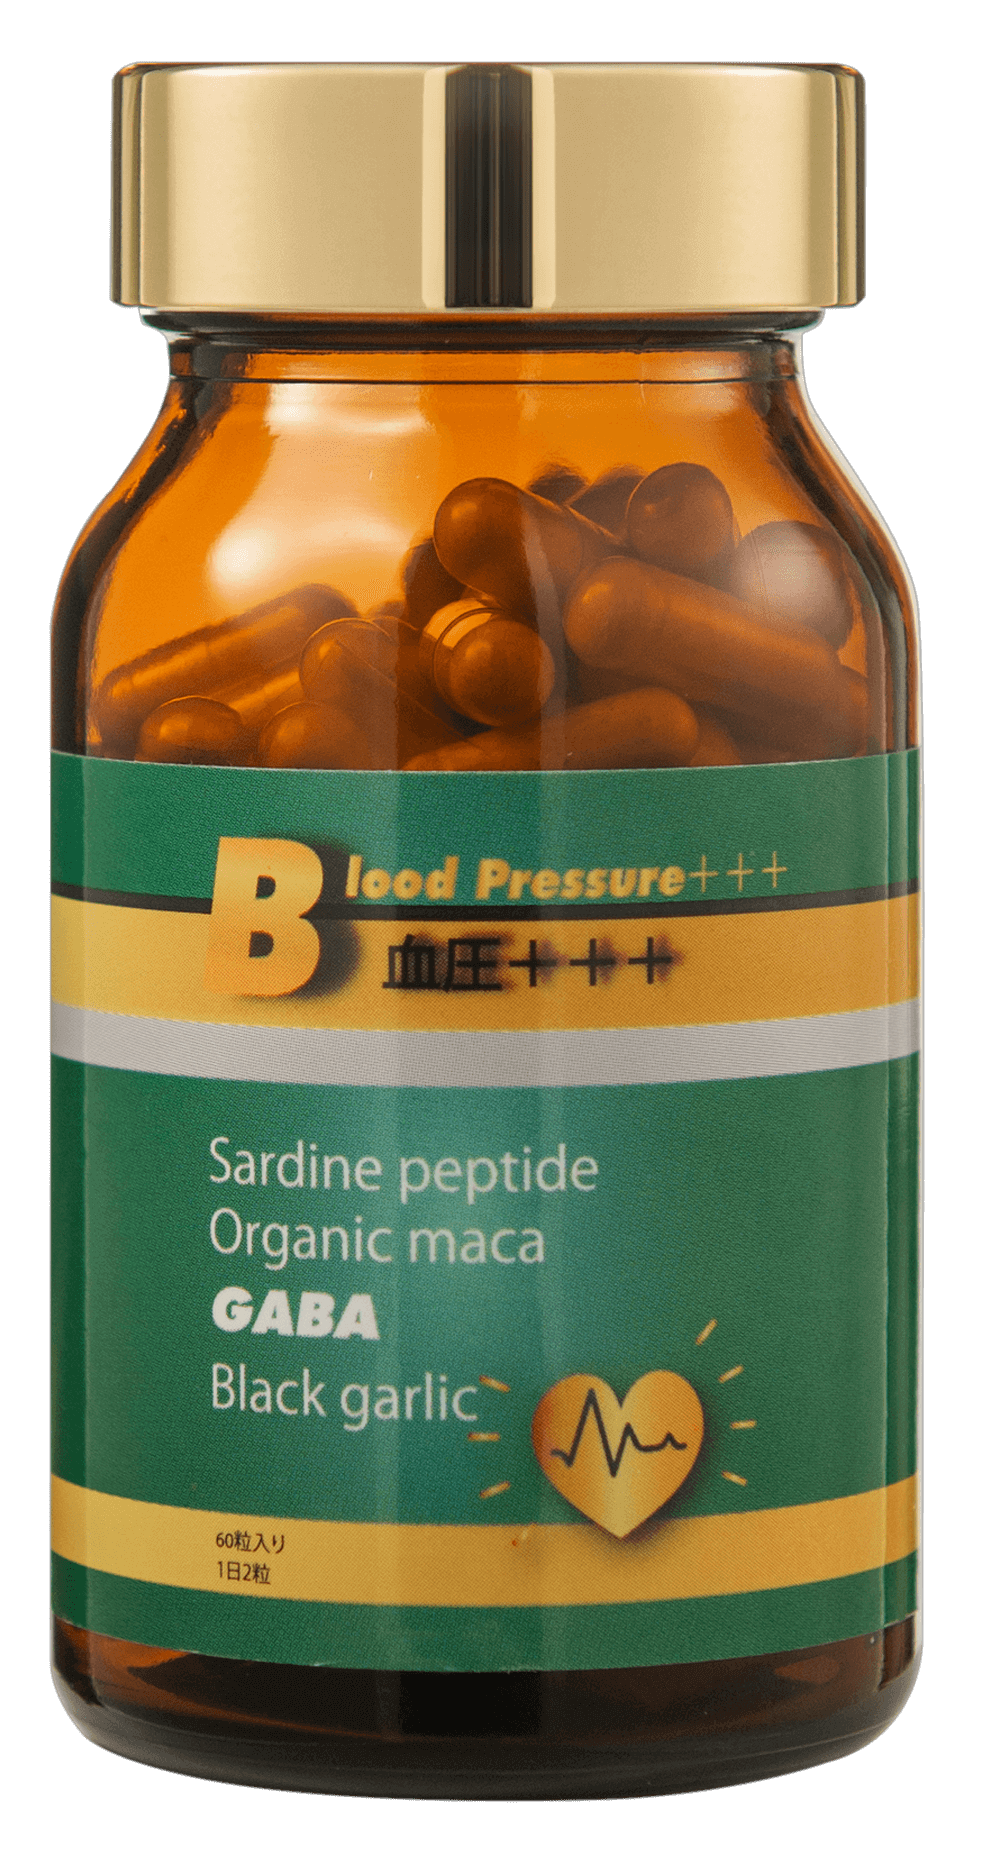 Blood Pressure+++
血圧+++
Sardine peptide
Organic maca
GABA
Black garlic
60粒入り
1日2粒